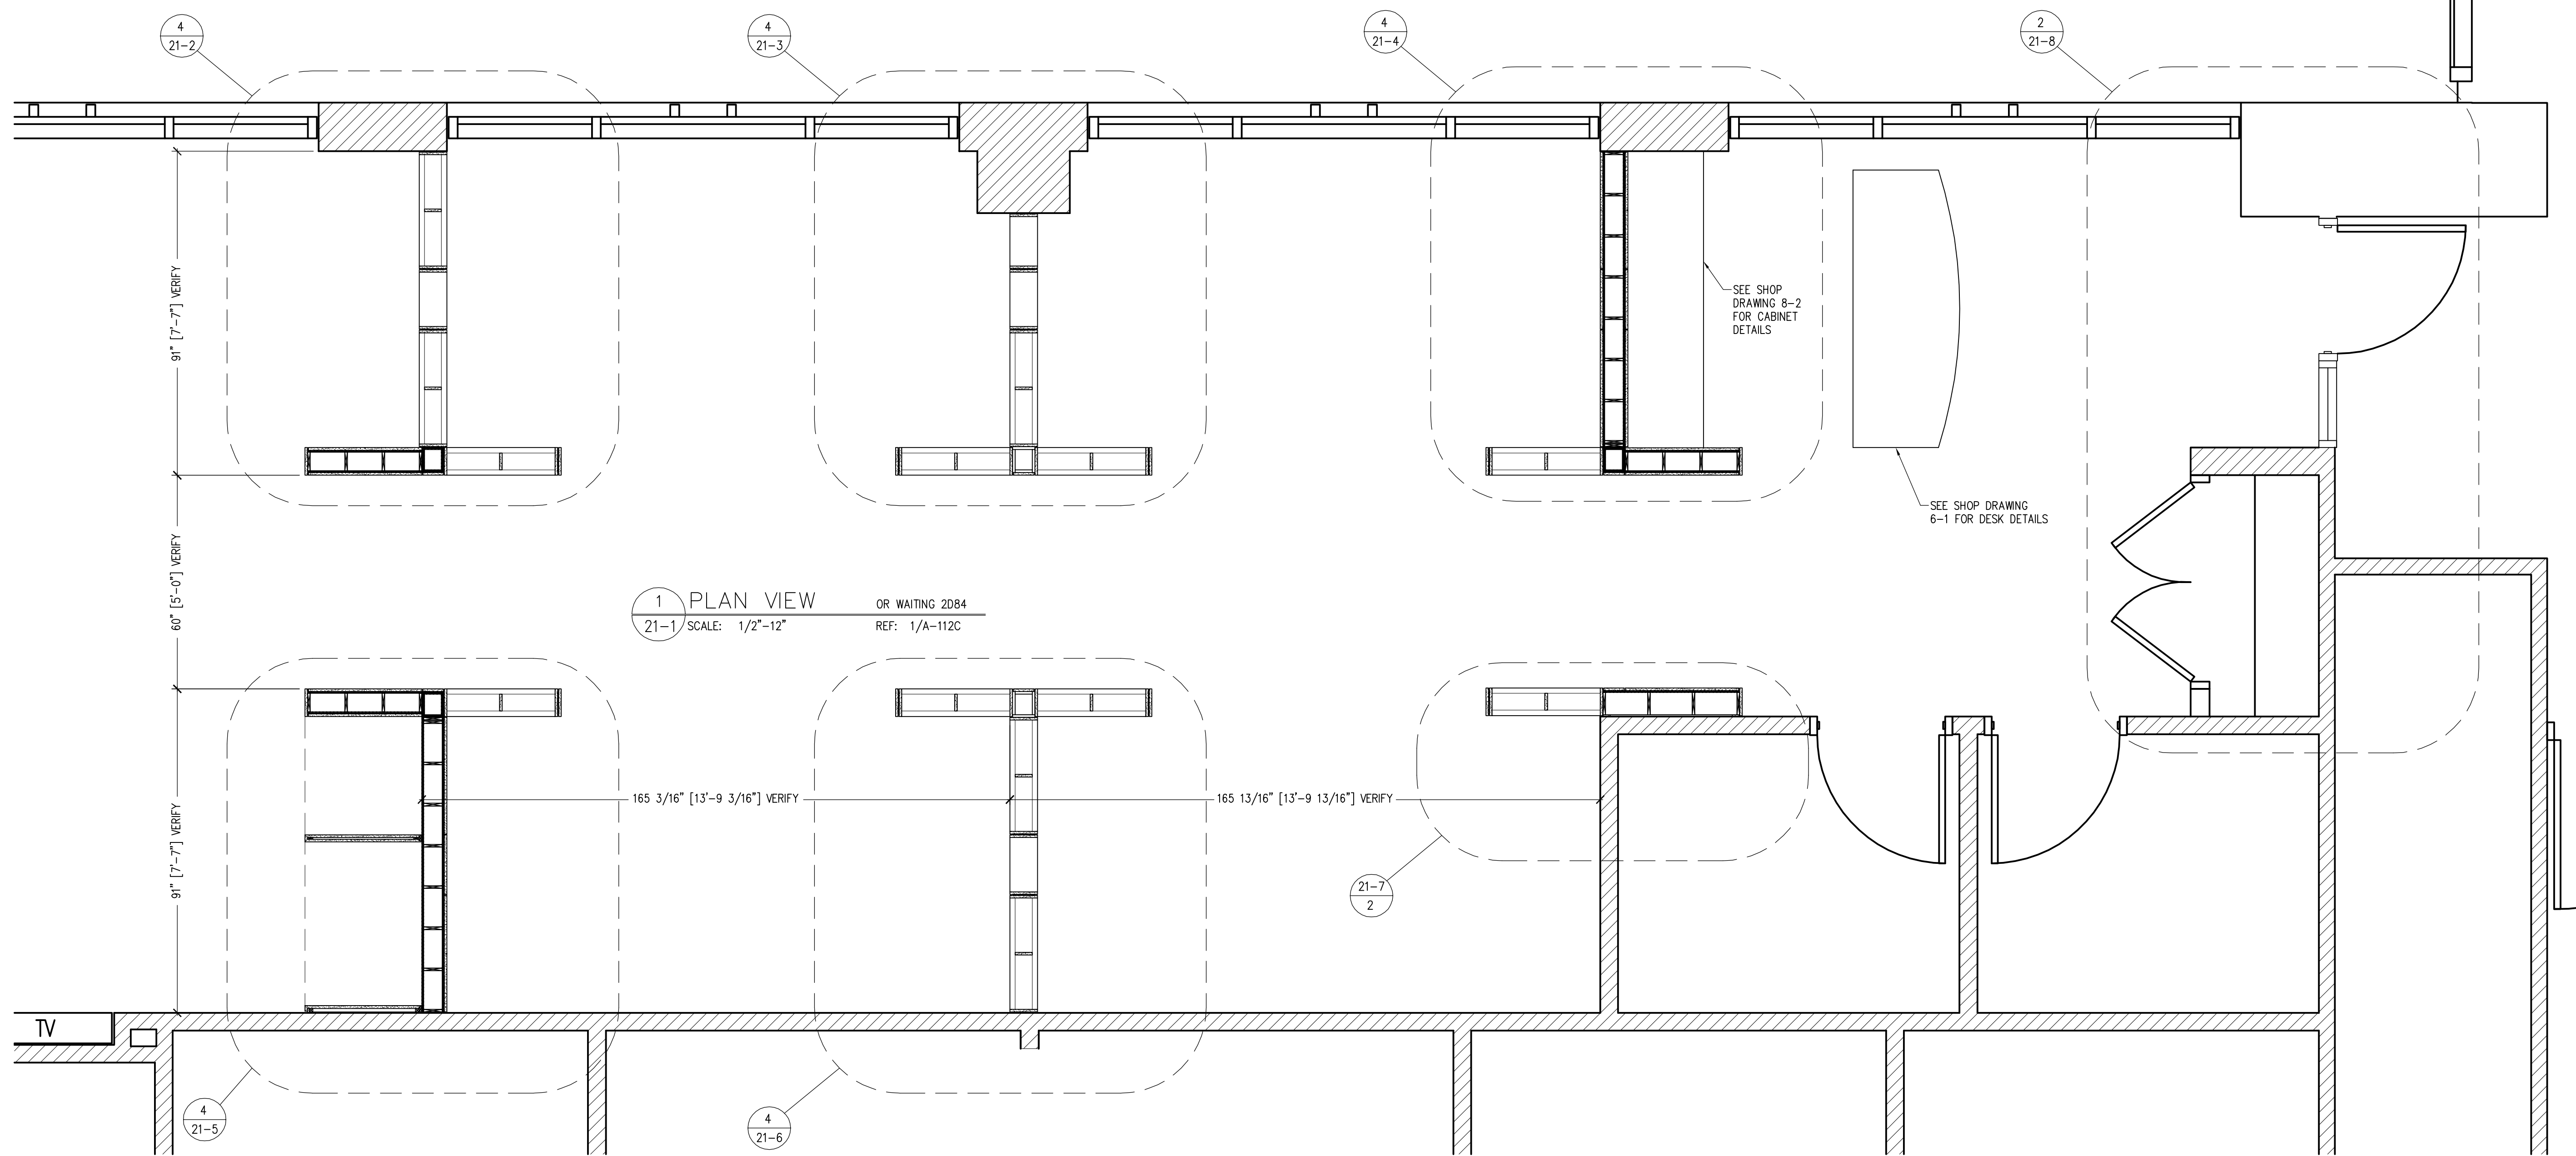 4
21-2
4
21-3
4
21-4
2
21-8
91" [7'-7"] VERIFY
SEE SHOP
DRAWING 8-2
FOR CABINET
DETAILS
SEE SHOP DRAWING
6-1 FOR DESK DETAILS
60" [5'-0"] VERIFY
1
21-1
PLAN VIEW
OR WAITING 2D84
SCALE: 1/2"-12"
REF: 1/A-112C
91" [7'-7"] VERIFY
165 3/16" [13'-9 3/16"] VERIFY
165 13/16" [13'-9 13/16"] VERIFY
21-7
2
TV
4
21-5
4
21-6